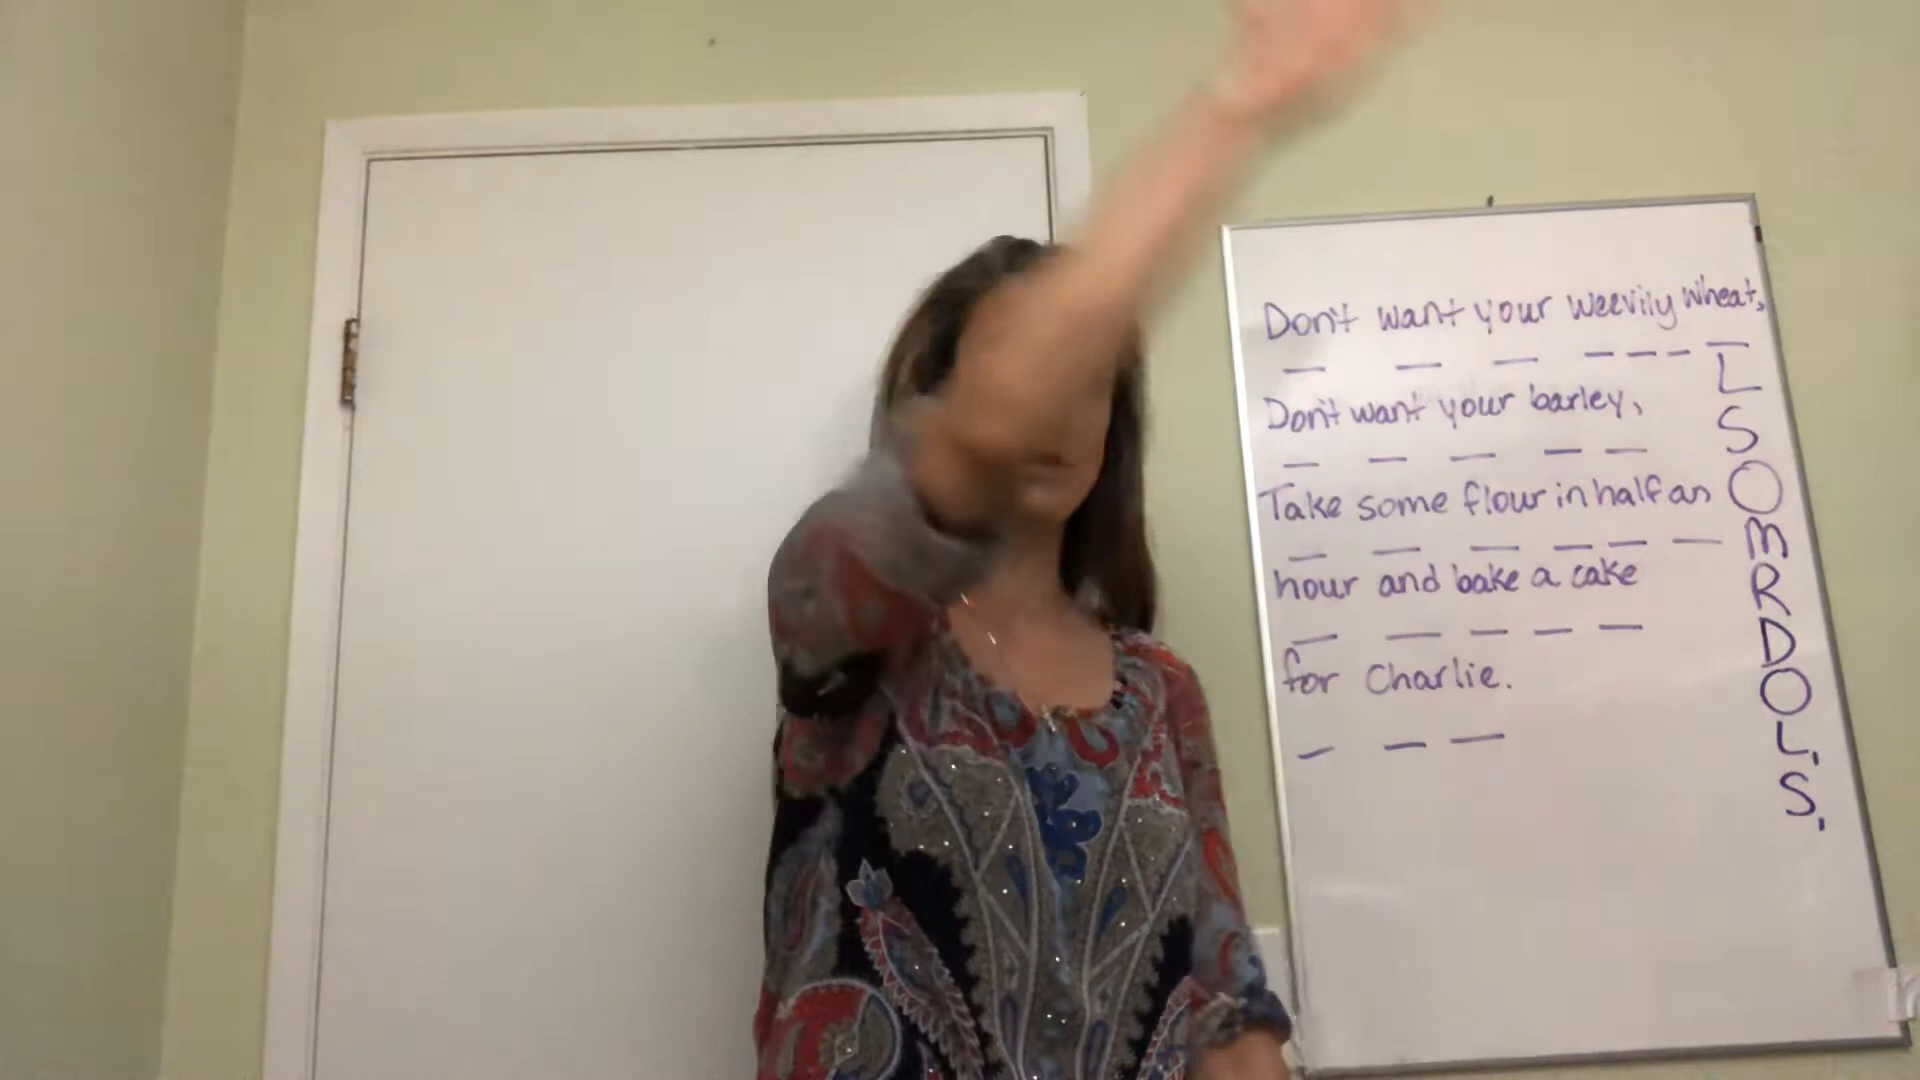 Don't want your weevily wheat,
Don't want your barley,
Take some flour in half an
hour and bake a cake
for Charlie.
L
S
O
M
R
D
O
L
S.